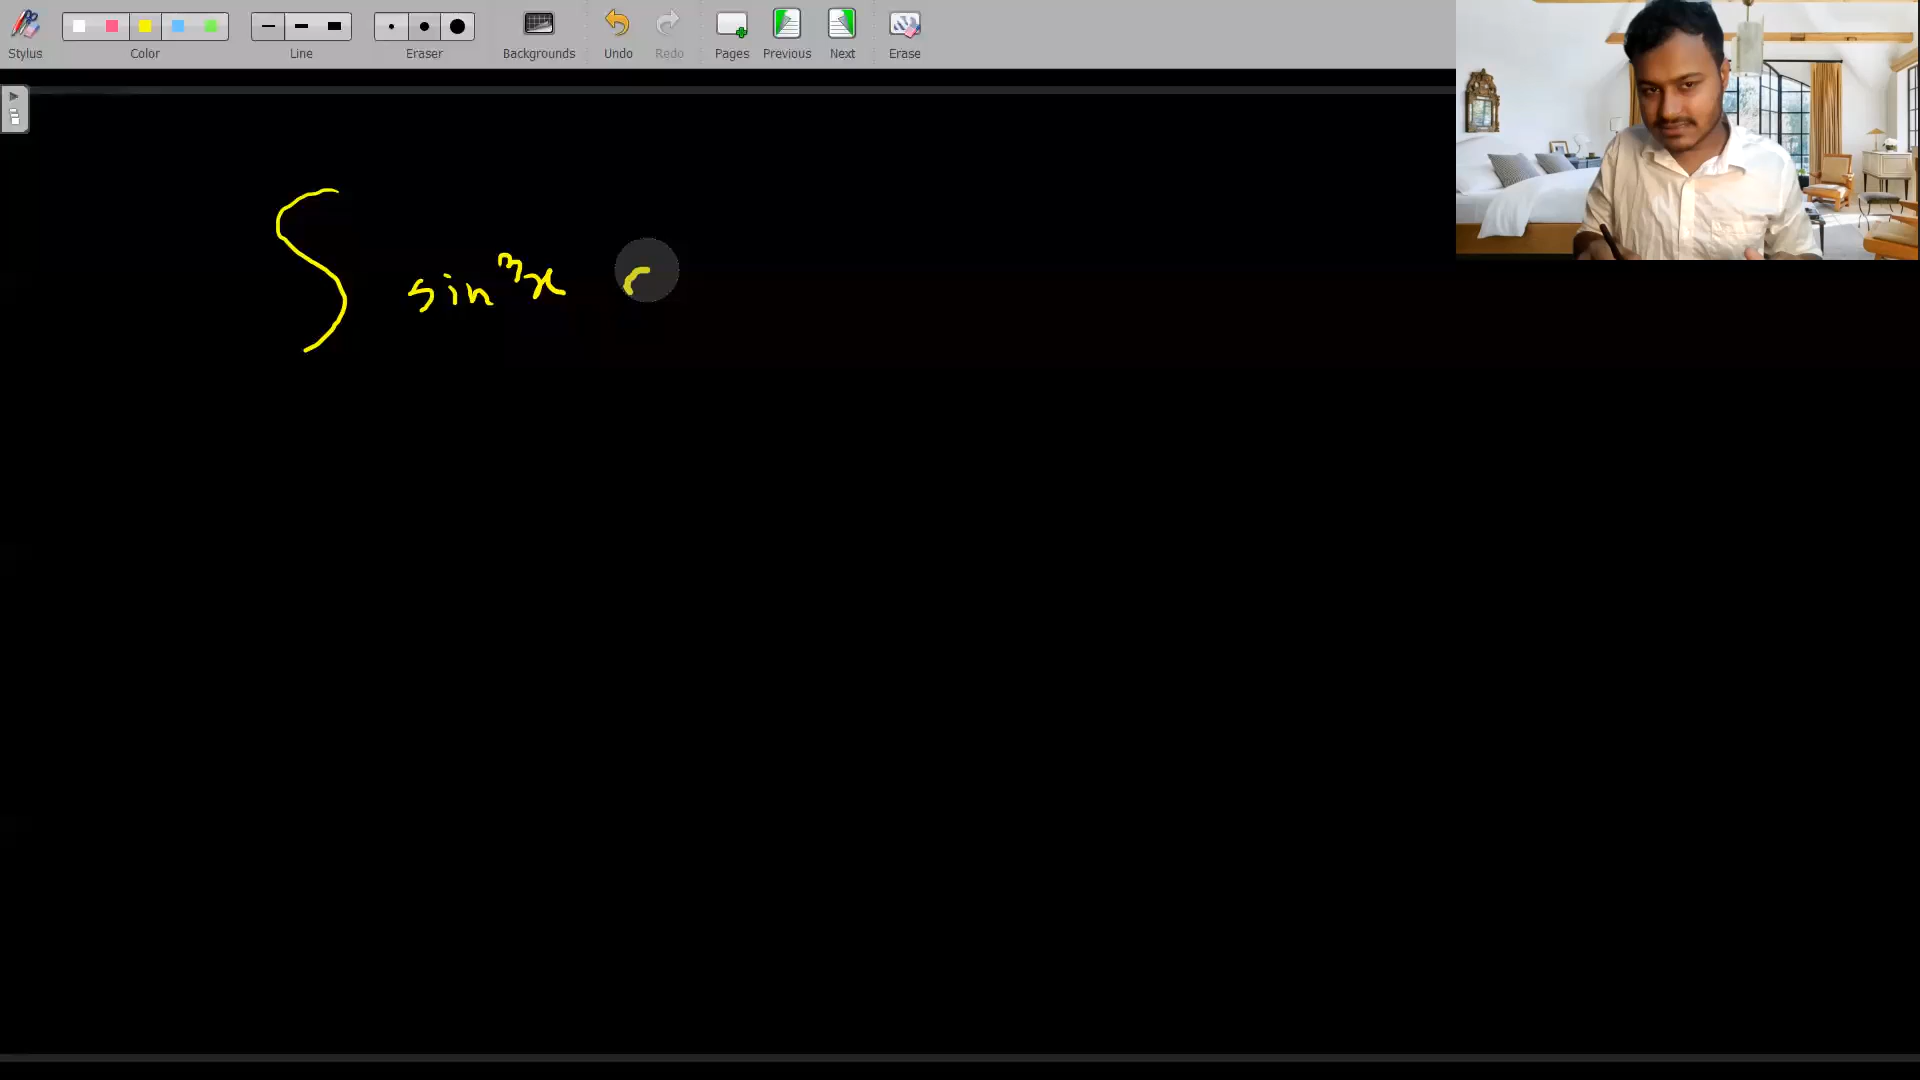 Stylus Color Line Eraser Backgrounds Undo Redo Pages Previous Next Erase
∫ sin³x